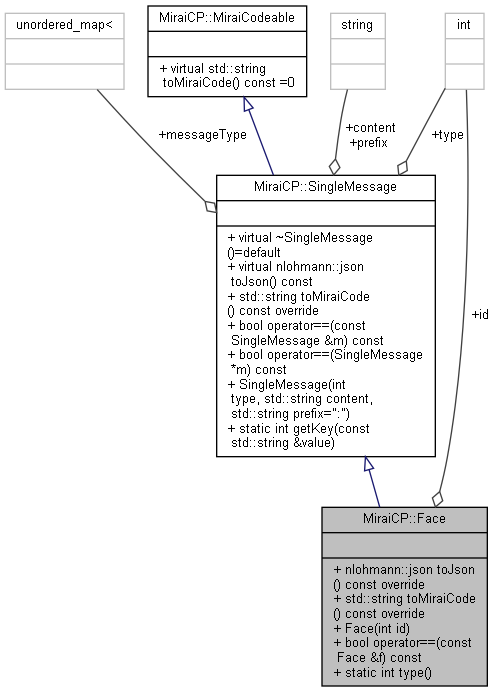 unordered_map<
MiraiCP::MiraiCodeable
+ virtual std::string
toMiraiCode() const =0
string
int
+messageType
+content
+prefix
+type
MiraiCP::SingleMessage
+ virtual ~SingleMessage
()=default
+ virtual nlohmann::json
toJson() const
+ std::string toMiraiCode
() const override
+ bool operator==(const
SingleMessage &m) const
+ bool operator==(SingleMessage
*m) const
+ SingleMessage(int
type, std::string content,
std::string prefix=":")
+ static int getKey(const
std::string &value)
+id
MiraiCP::Face
+ nlohmann::json toJson
() const override
+ std::string toMiraiCode
() const override
+ Face(int id)
+ bool operator==(const
Face &f) const
+ static int type()